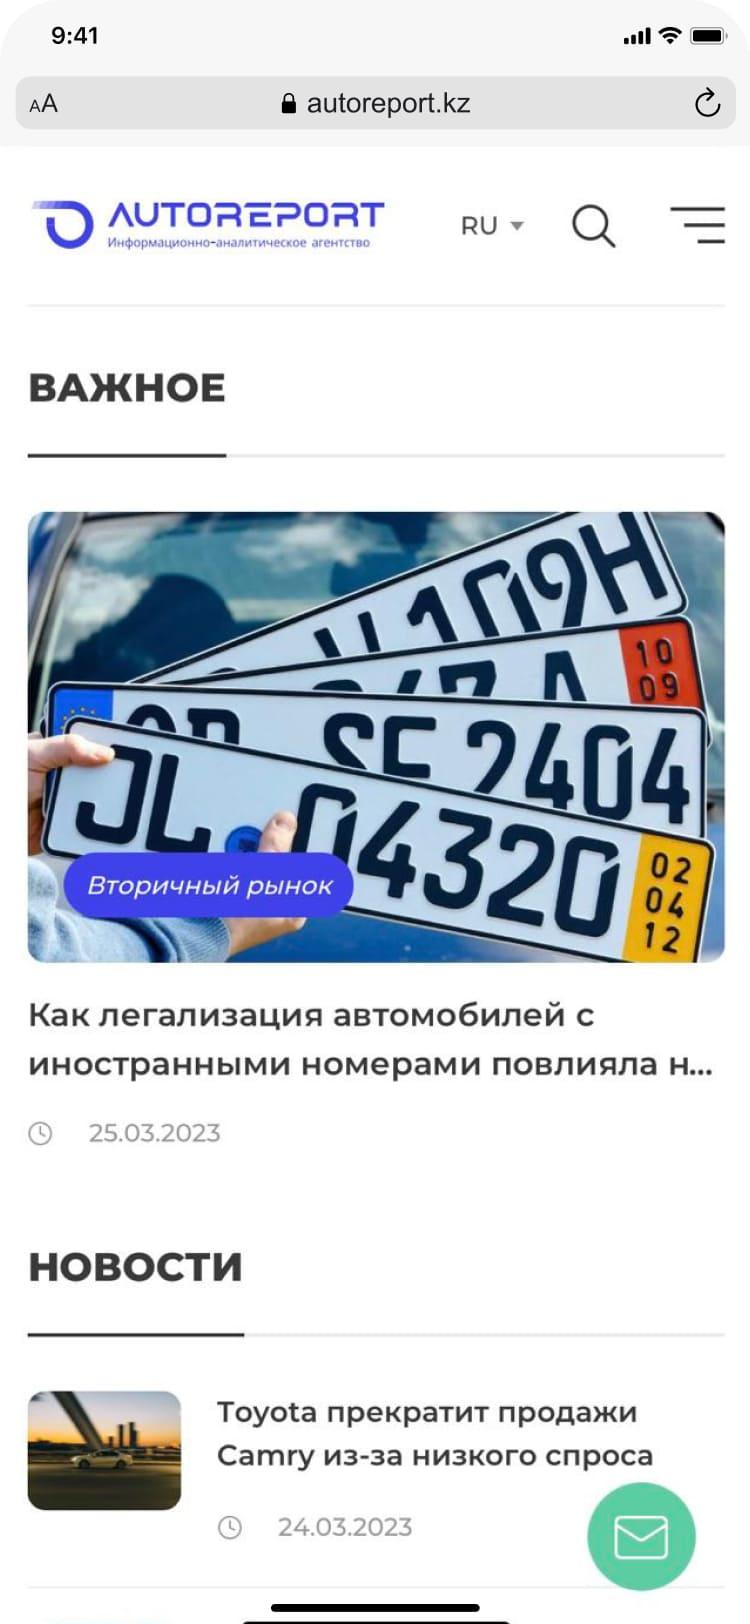 9:41
AA autoreport.kz
AUTOREPORT
Информационно-аналитическое агентство
RU
ВАЖНОЕ
109H
10
09
SE 2404
JL 04320
02
04
12
Вторичный рынок
Как легализация автомобилей с
иностранными номерами повлияла н...
25.03.2023
НОВОСТИ
Toyota прекратит продажи
Camry из-за низкого спроса
24.03.2023